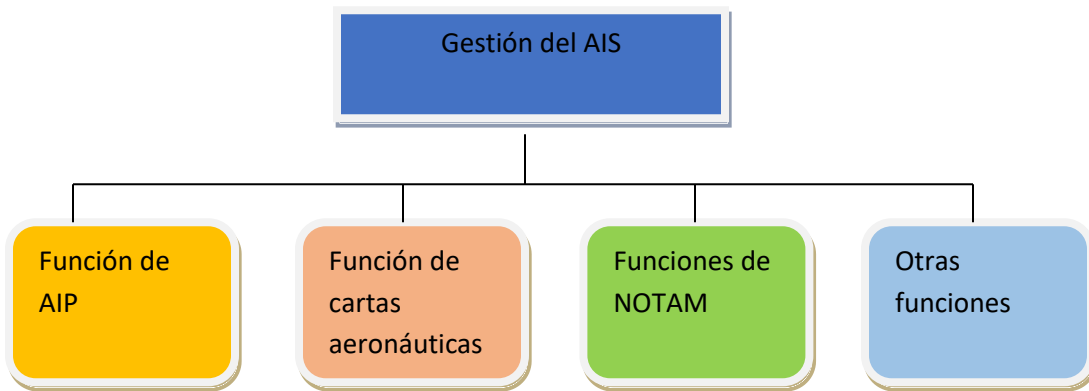 Gestión del AIS
Función de
AIP
Función de
cartas
aeronáuticas
Funciones de
NOTAM
Otras
funciones